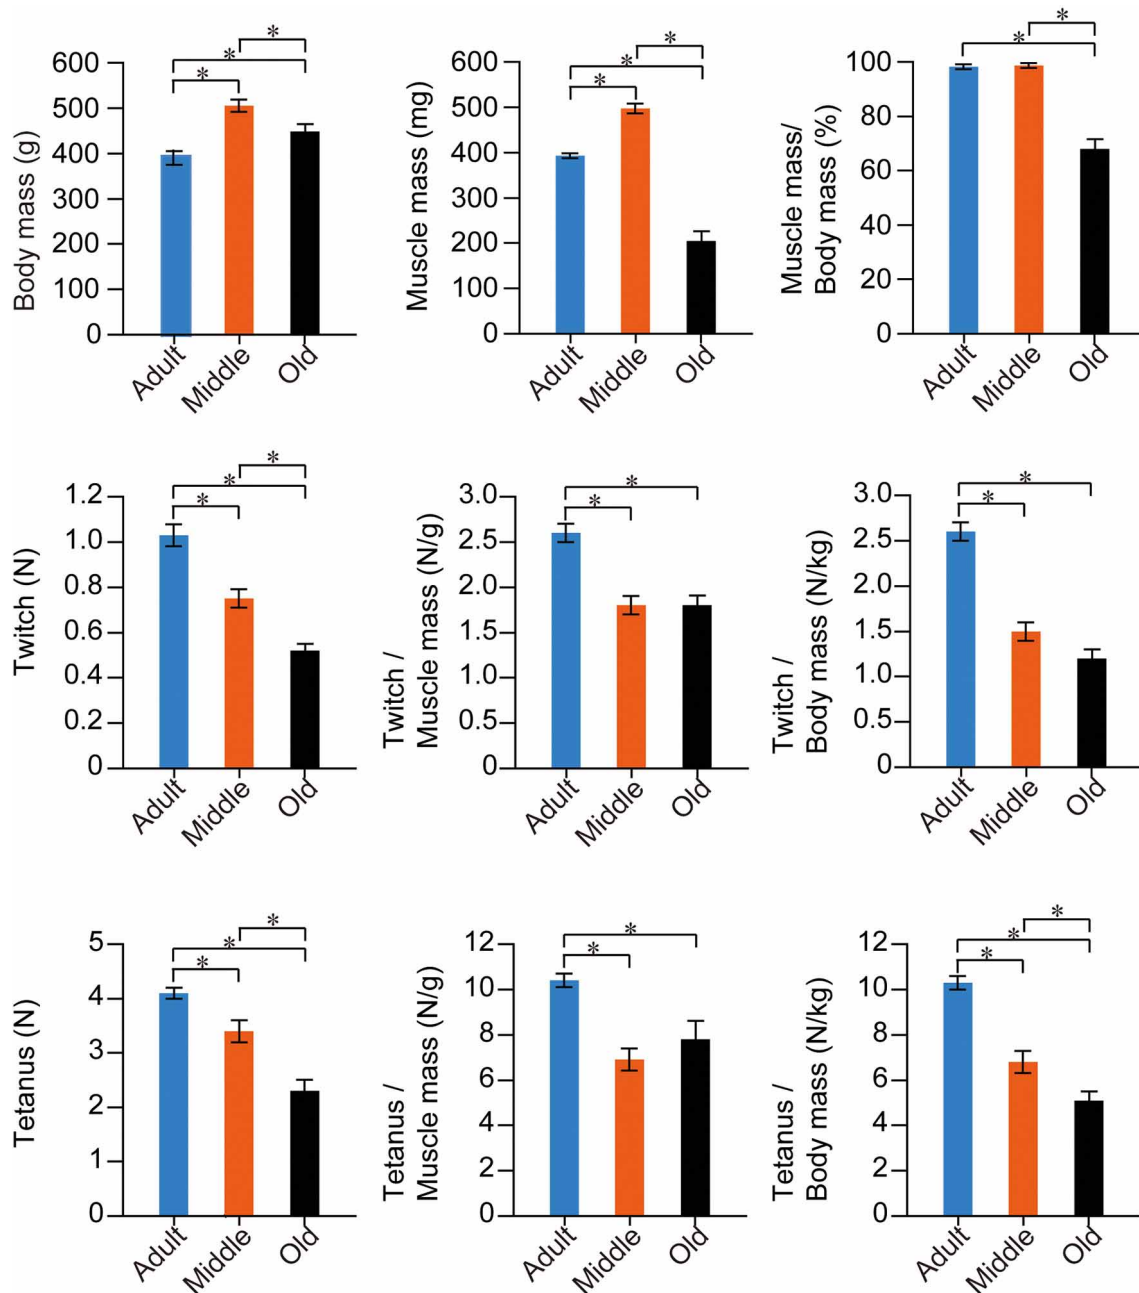 Body mass (g)
600
500
400
300
200
100
0
* * *
Adult
Middle
Old
Muscle mass (mg)
600
500
400
300
200
100
0
* * *
Adult
Middle
Old
Muscle mass/
Body mass (%)
100
80
60
40
20
0
* *
Adult
Middle
Old
Twitch (N)
1.2
1.0
0.8
0.6
0.4
0.2
0
* * *
Adult
Middle
Old
Twitch /
Muscle mass (N/g)
3.0
2.5
2.0
1.5
1.0
0.5
0
* *
Adult
Middle
Old
Twitch /
Body mass (N/kg)
3.0
2.5
2.0
1.5
1.0
0.5
0
* *
Adult
Middle
Old
Tetanus (N)
5
4
3
2
1
0
* * *
Adult
Middle
Old
Tetanus /
Muscle mass (N/g)
12
10
8
6
4
2
0
* *
Adult
Middle
Old
Tetanus /
Body mass (N/kg)
12
10
8
6
4
2
0
* * *
Adult
Middle
Old